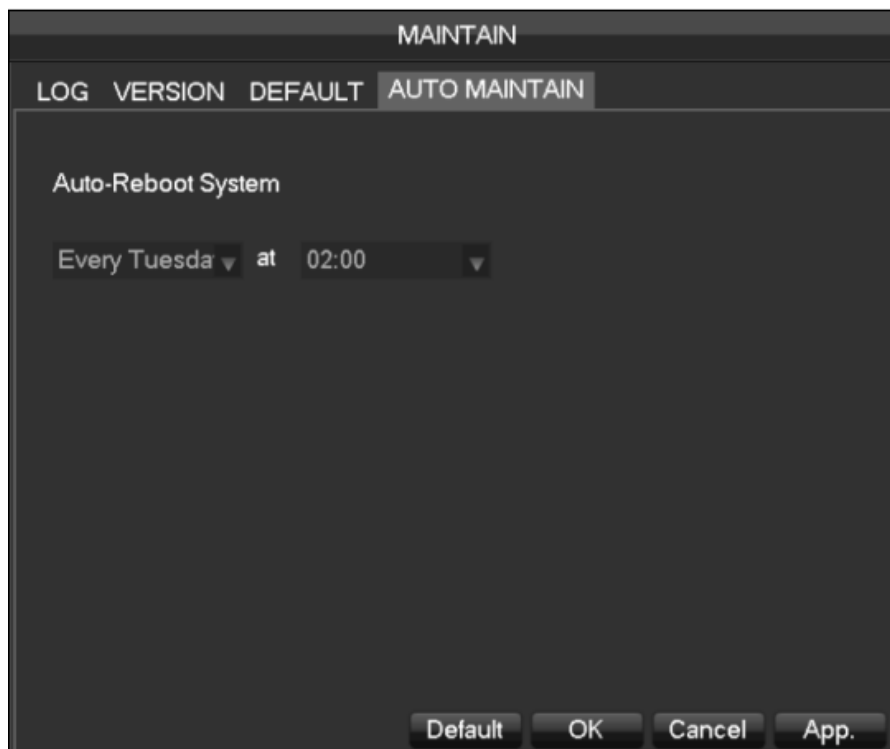 MAINTAIN
LOG VERSION DEFAULT AUTO MAINTAIN
Auto-Reboot System
Every Tuesda at 02:00
Default OK Cancel App.